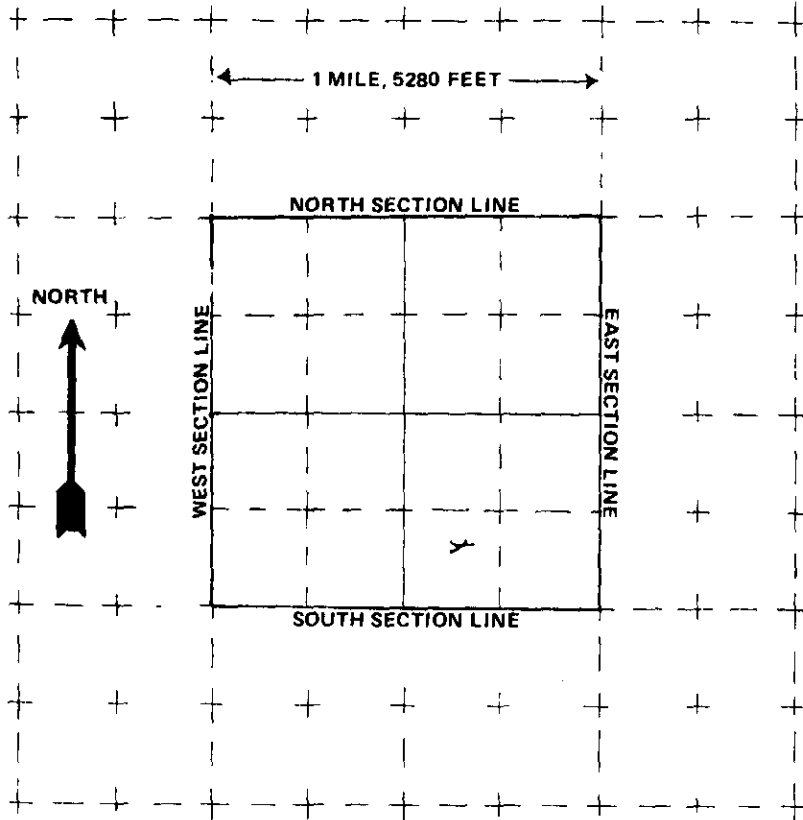 1 MILE, 5280 FEET
NORTH SECTION LINE
NORTH
WEST SECTION LINE
EAST SECTION LINE
SOUTH SECTION LINE